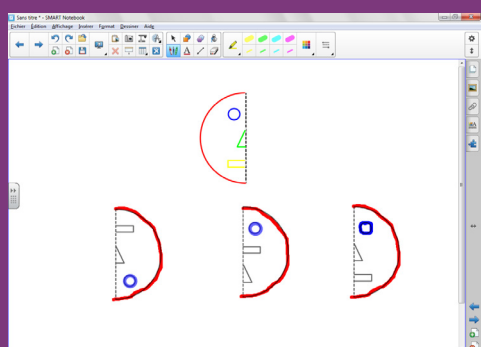 Sans titre * - SMART Notebook
Fichier Edition Affichage Insérer Format Dessiner Aide